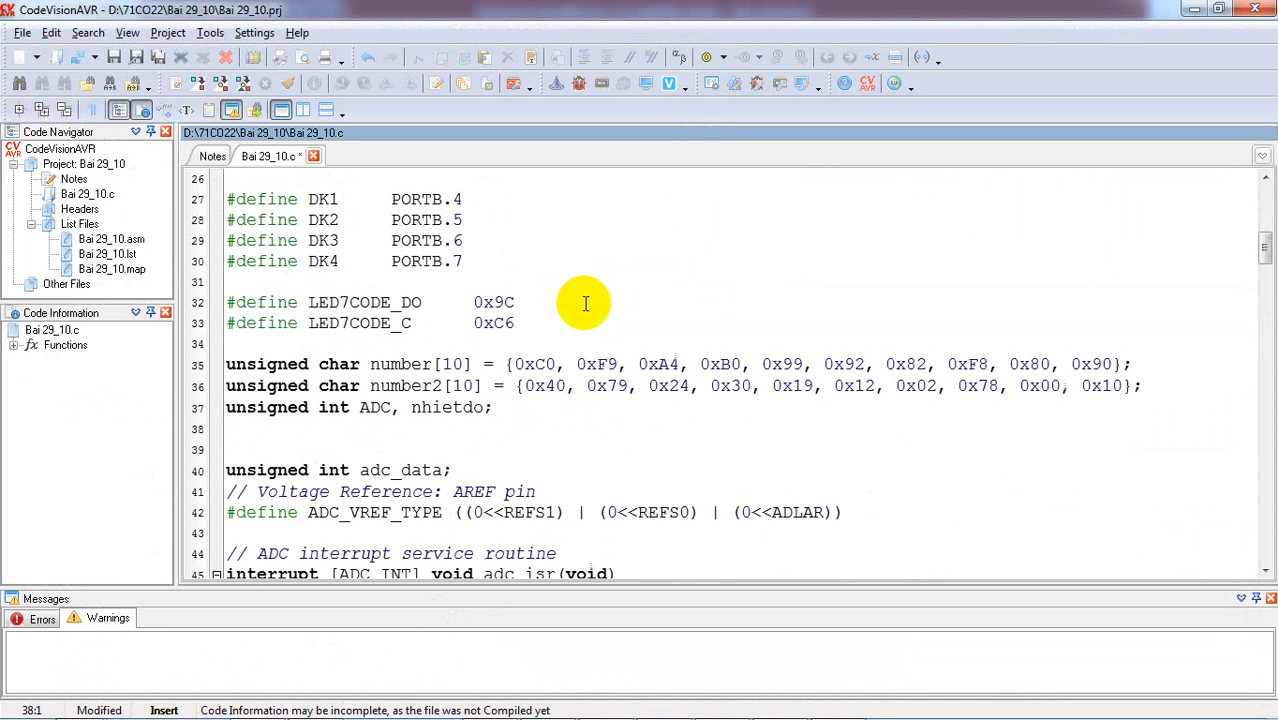 CodeVisionAVR - D:\71CO22\Bai 29_10\Bai 29_10.prj
File Edit Search View Project Tools Settings Help
Code Navigator
CodeVisionAVR
Project: Bai 29_10
Notes
Bai 29_10.c
Headers
List Files
Bai 29_10.asm
Bai 29_10.lst
Bai 29_10.map
Other Files
Code Information
Bai 29_10.c
Functions
D:\71CO22\Bai 29_10\Bai 29_10.c
Notes Bai 29_10.c *
26
27 #define DK1 PORTB.4
28 #define DK2 PORTB.5
29 #define DK3 PORTB.6
30 #define DK4 PORTB.7
31
32 #define LED7CODE_DO 0x9C
33 #define LED7CODE_C 0xC6
34
35 unsigned char number[10] = {0xC0, 0xF9, 0xA4, 0xB0, 0x99, 0x92, 0x82, 0xF8, 0x80, 0x90};
36 unsigned char number2[10] = {0x40, 0x79, 0x24, 0x30, 0x19, 0x12, 0x02, 0x78, 0x00, 0x10};
37 unsigned int ADC, nhietdo;
38
39
40 unsigned int adc_data;
41 // Voltage Reference: AREF pin
42 #define ADC_VREF_TYPE ((0<<REFS1) | (0<<REFS0) | (0<<ADLAR))
43
44 // ADC interrupt service routine
45 interrupt [ADC_INT] void adc_isr(void)
Messages
Errors Warnings
38:1 Modified Insert Code Information may be incomplete, as the file was not Compiled yet